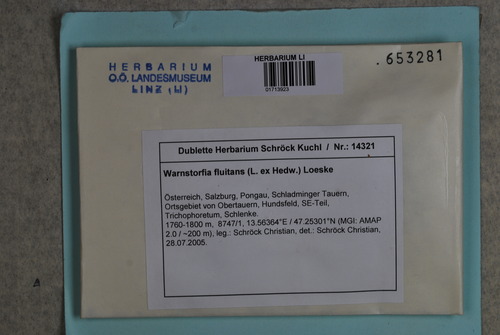 HERBARIUM
O.Ö. LANDESMUSEUM
LINZ (LI)
HERBARIUM LI
01713923
653281
Dublette Herbarium Schröck Kuchl / Nr.: 14321
Warnstorfia fluitans (L. ex Hedw.) Loeske
Österreich, Salzburg, Pongau, Schladminger Tauern,
Ortsgebiet von Obertauern, Hundsfeld, SE-Teil,
Trichophoretum, Schlenke.
1760-1800 m, 8747/1, 13.56364°E / 47.25301°N (MGI: AMAP
2.0 / ~200 m), leg.: Schröck Christian, det.: Schröck Christian,
28.07.2005.